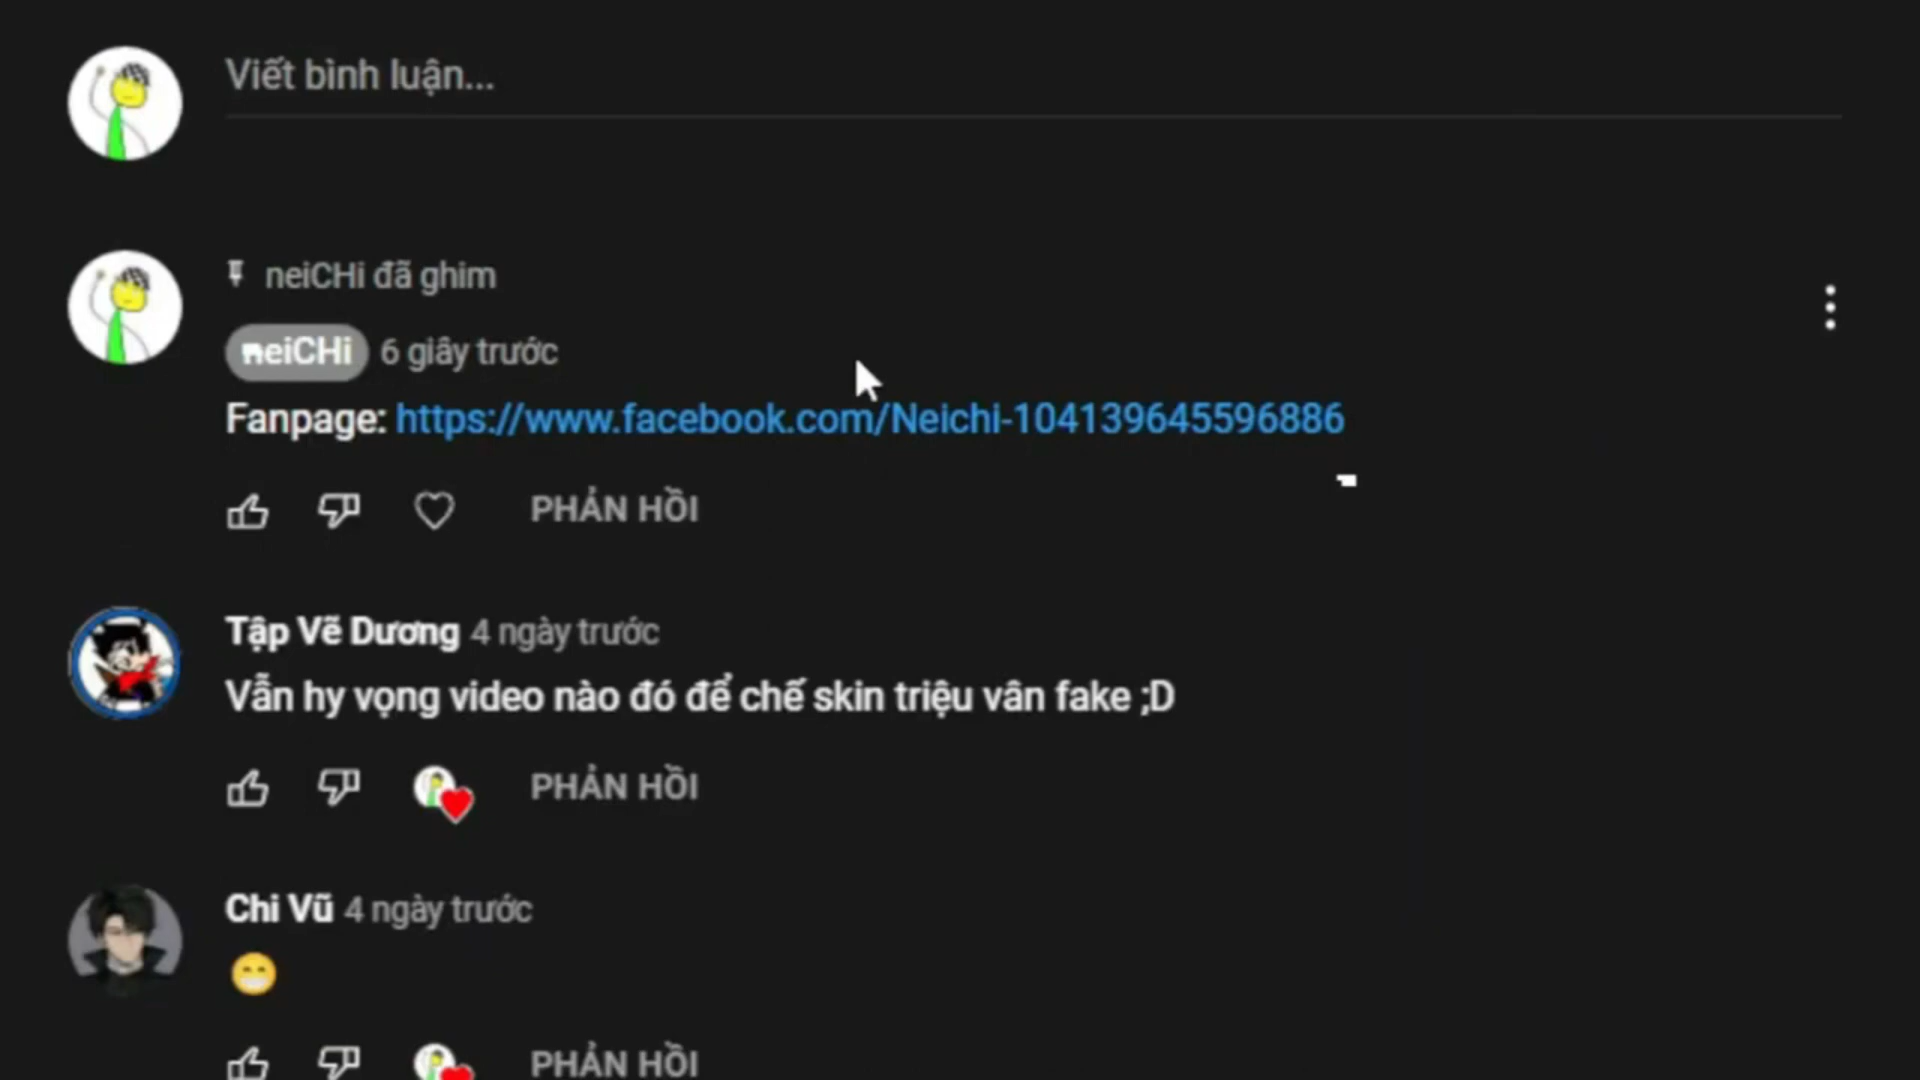 Viết bình luận...
neiCHi đã ghim
neiCHi 6 giây trước
Fanpage: https://www.facebook.com/Neichi-104139645596886
PHẢN HỒI
Tập Vẽ Dương 4 ngày trước
Vẫn hy vọng video nào đó để chế skin triệu vân fake ;D
PHẢN HỒI
Chi Vũ 4 ngày trước
😁
PHẢN HỒI